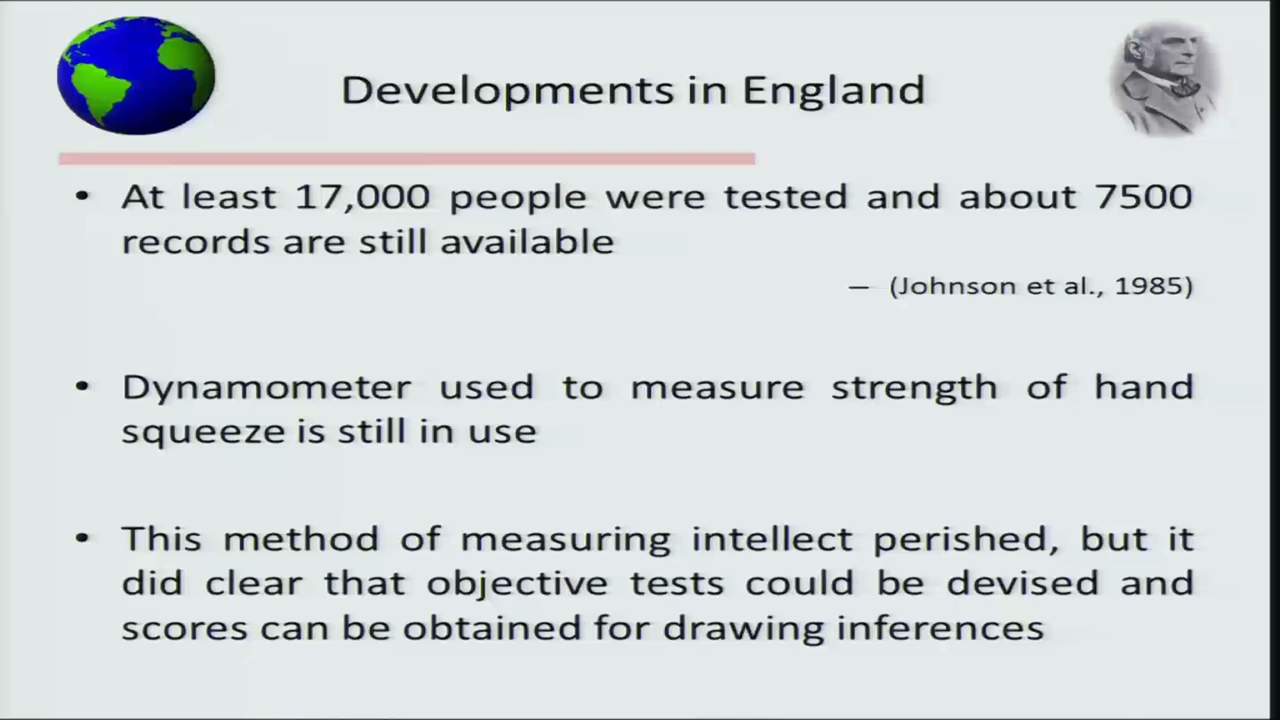 Developments in England
• At least 17,000 people were tested and about 7500
records are still available
– (Johnson et al., 1985)
• Dynamometer used to measure strength of hand
squeeze is still in use
• This method of measuring intellect perished, but it
did clear that objective tests could be devised and
scores can be obtained for drawing inferences